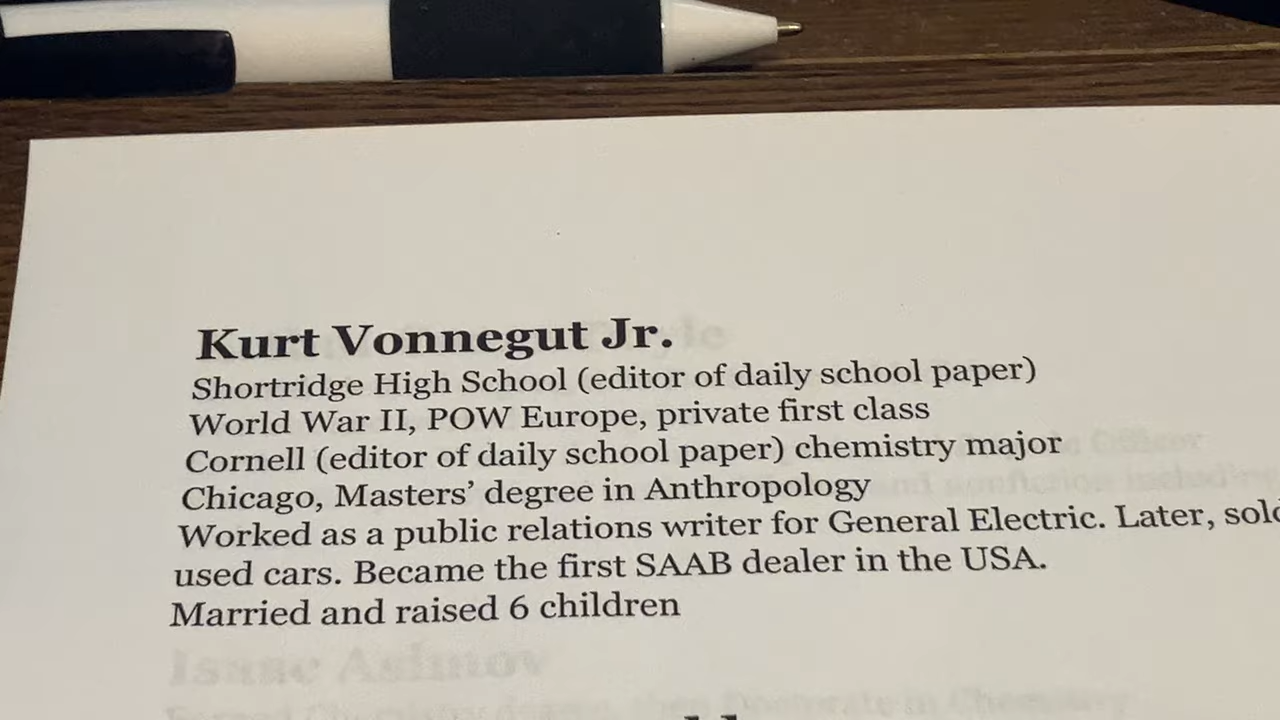 Kurt Vonnegut Jr.
Shortridge High School (editor of daily school paper)
World War II, POW Europe, private first class
Cornell (editor of daily school paper) chemistry major
Chicago, Masters' degree in Anthropology
Worked as a public relations writer for General Electric. Later, sold
used cars. Became the first SAAB dealer in the USA.
Married and raised 6 children
Isaac Asimov